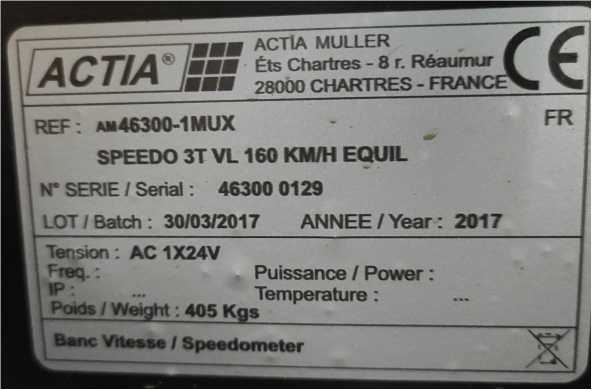 ACTIA®
ACTIA MULLER
Éts Chartres - 8 r. Réaumur
28000 CHARTRES - FRANCE
CE
REF : AM46300-1MUX
FR
SPEEDO 3T VL 160 KM/H EQUIL
N° SERIE / Serial : 46300 0129
LOT / Batch : 30/03/2017 ANNEE / Year : 2017
Tension : AC 1X24V
Freq. : Puissance / Power :
IP : ... Temperature : ...
Poids / Weight : 405 Kgs
Banc Vitesse / Speedometer